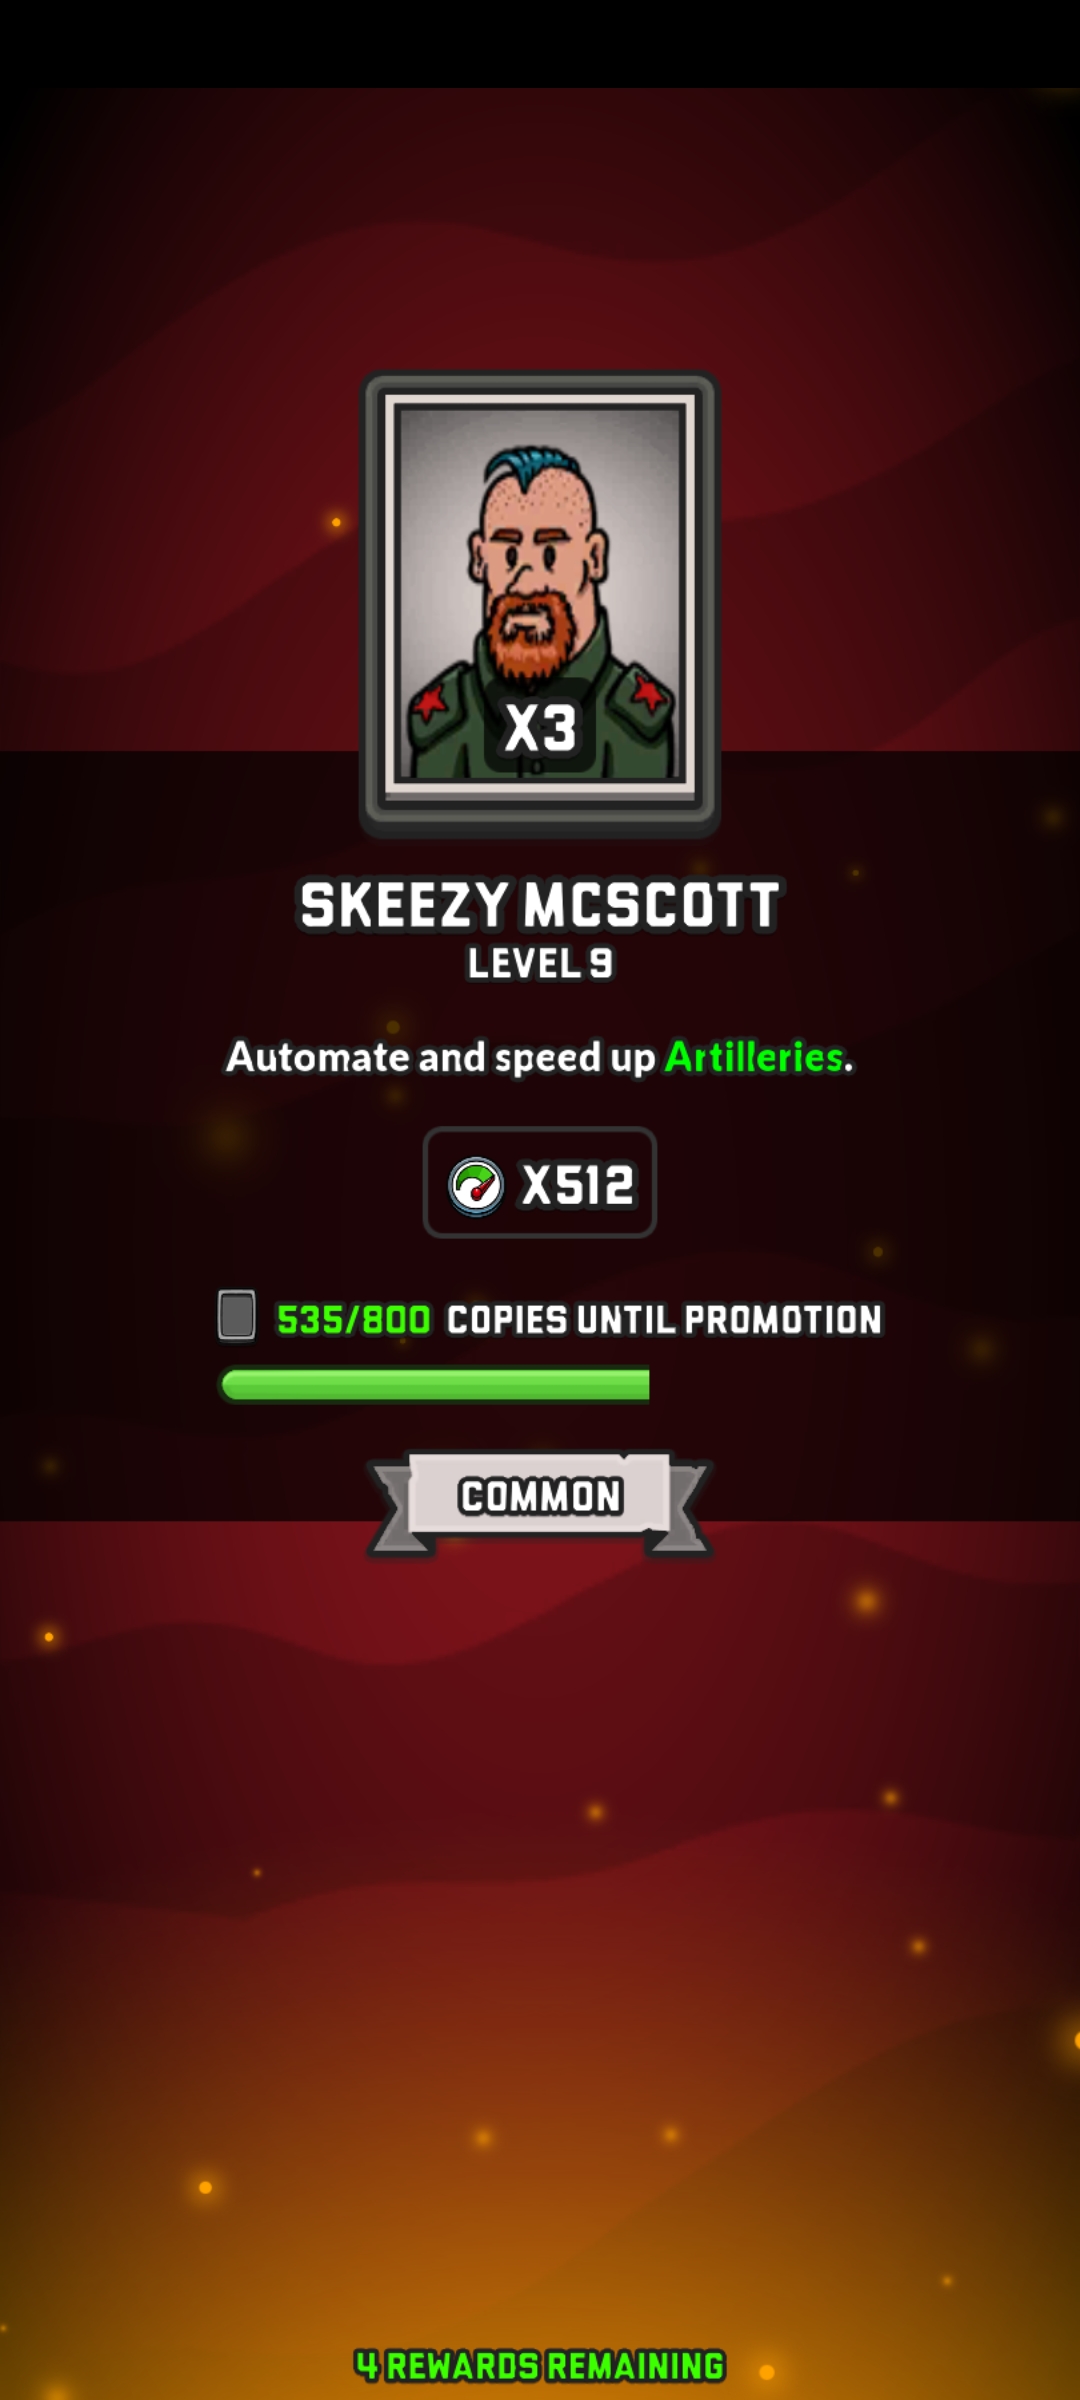 X3
SKEEZY MCSCOTT
LEVEL 9
Automate and speed up Artilleries.
X512
535/800 COPIES UNTIL PROMOTION
COMMON
4 REWARDS REMAINING